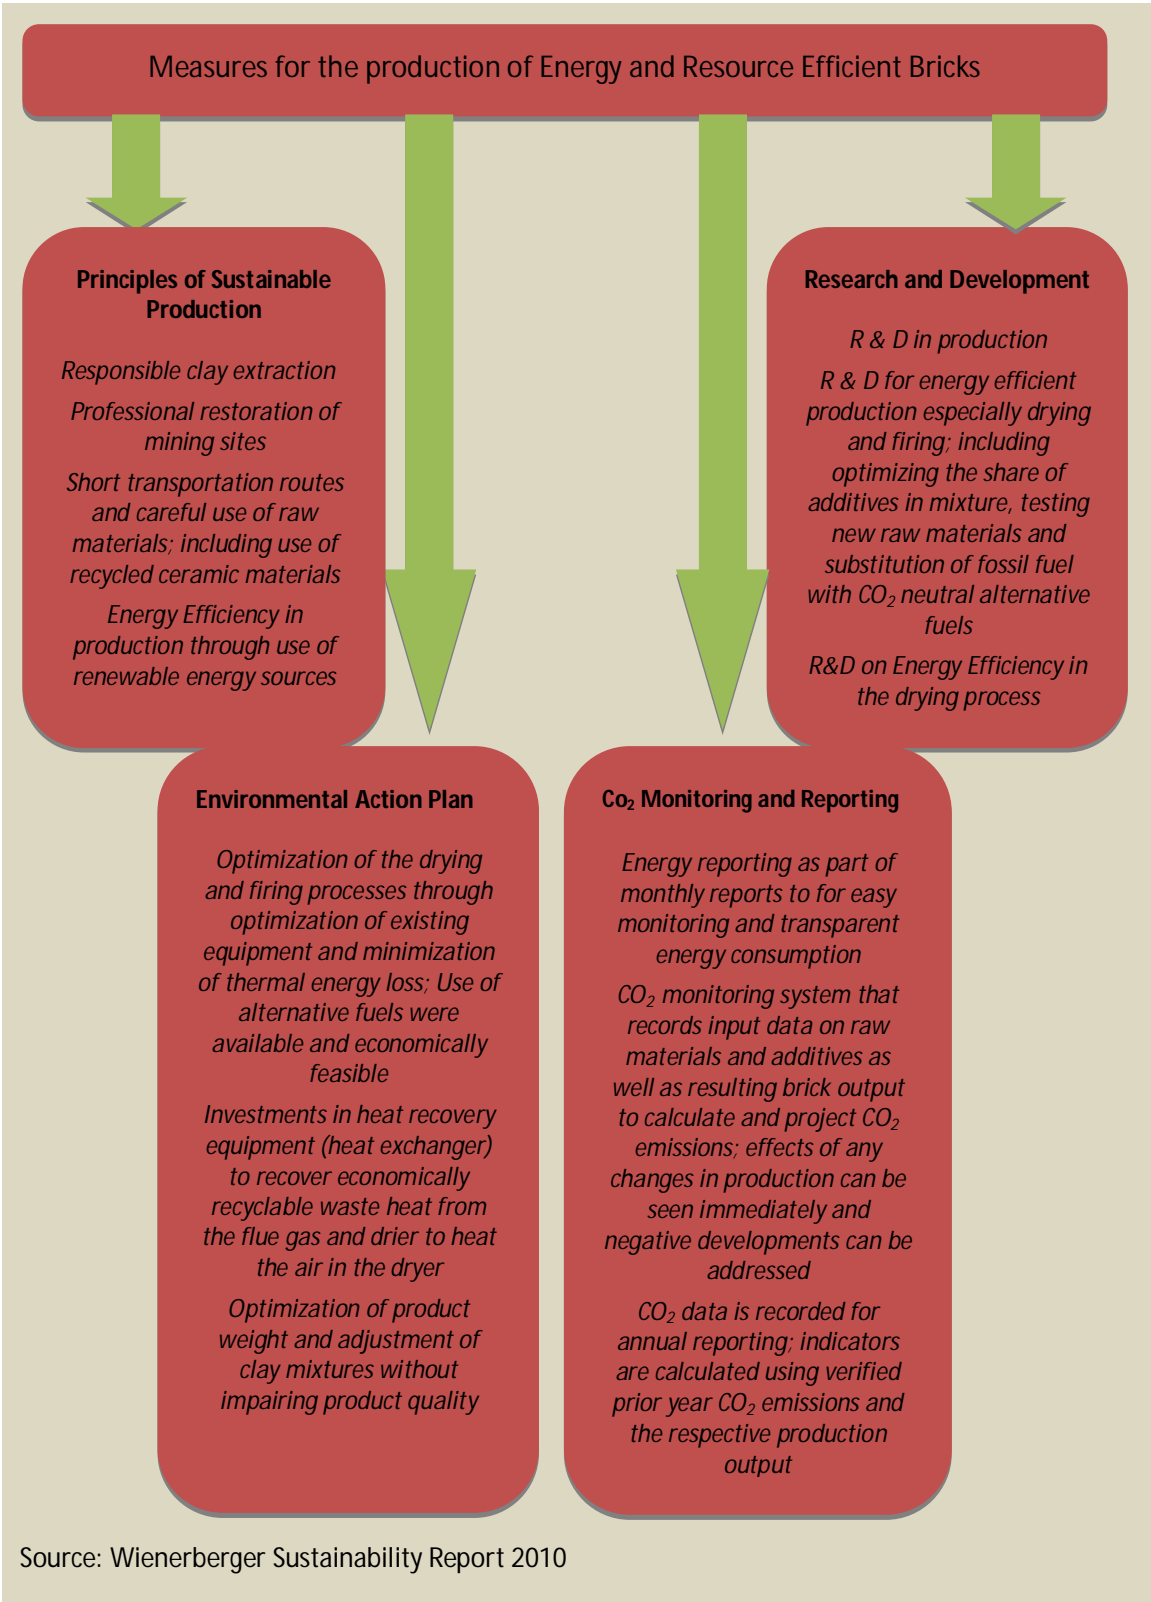 Measures for the production of Energy and Resource Efficient Bricks
Principles of Sustainable
Production
Responsible clay extraction
Professional restoration of
mining sites
Short transportation routes
and careful use of raw
materials; including use of
recycled ceramic materials
Energy Efficiency in
production through use of
renewable energy sources
Research and Development
R & D in production
R & D for energy efficient
production especially drying
and firing; including
optimizing the share of
additives in mixture, testing
new raw materials and
substitution of fossil fuel
with CO₂ neutral alternative
fuels
R&D on Energy Efficiency in
the drying process
Environmental Action Plan
Optimization of the drying
and firing processes through
optimization of existing
equipment and minimization
of thermal energy loss; Use of
alternative fuels were
available and economically
feasible
Investments in heat recovery
equipment (heat exchanger)
to recover economically
recyclable waste heat from
the flue gas and drier to heat
the air in the dryer
Optimization of product
weight and adjustment of
clay mixtures without
impairing product quality
Co₂ Monitoring and Reporting
Energy reporting as part of
monthly reports to for easy
monitoring and transparent
energy consumption
CO₂ monitoring system that
records input data on raw
materials and additives as
well as resulting brick output
to calculate and project CO₂
emissions; effects of any
changes in production can be
seen immediately and
negative developments can be
addressed
CO₂ data is recorded for
annual reporting; indicators
are calculated using verified
prior year CO₂ emissions and
the respective production
output
Source: Wienerberger Sustainability Report 2010